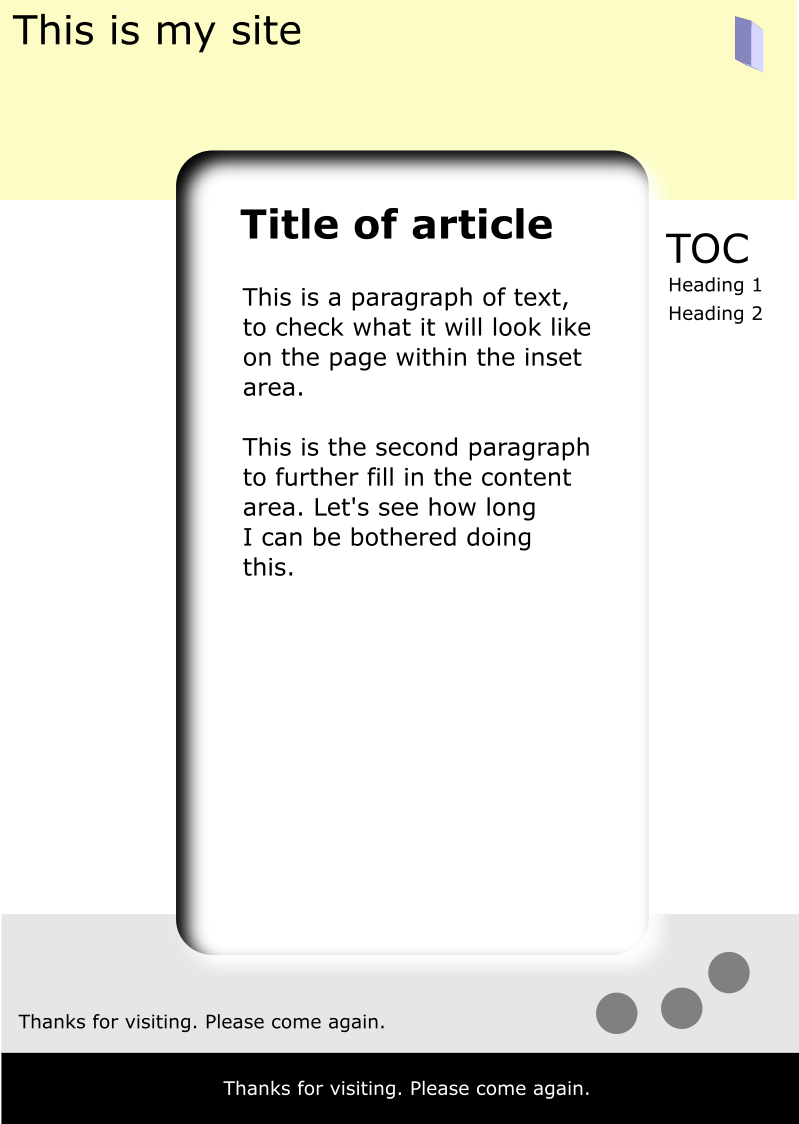 This is my site
Title of article
This is a paragraph of text,
to check what it will look like
on the page within the inset
area.
This is the second paragraph
to further fill in the content
area. Let's see how long
I can be bothered doing
this.
TOC
Heading 1
Heading 2
Thanks for visiting. Please come again.
Thanks for visiting. Please come again.